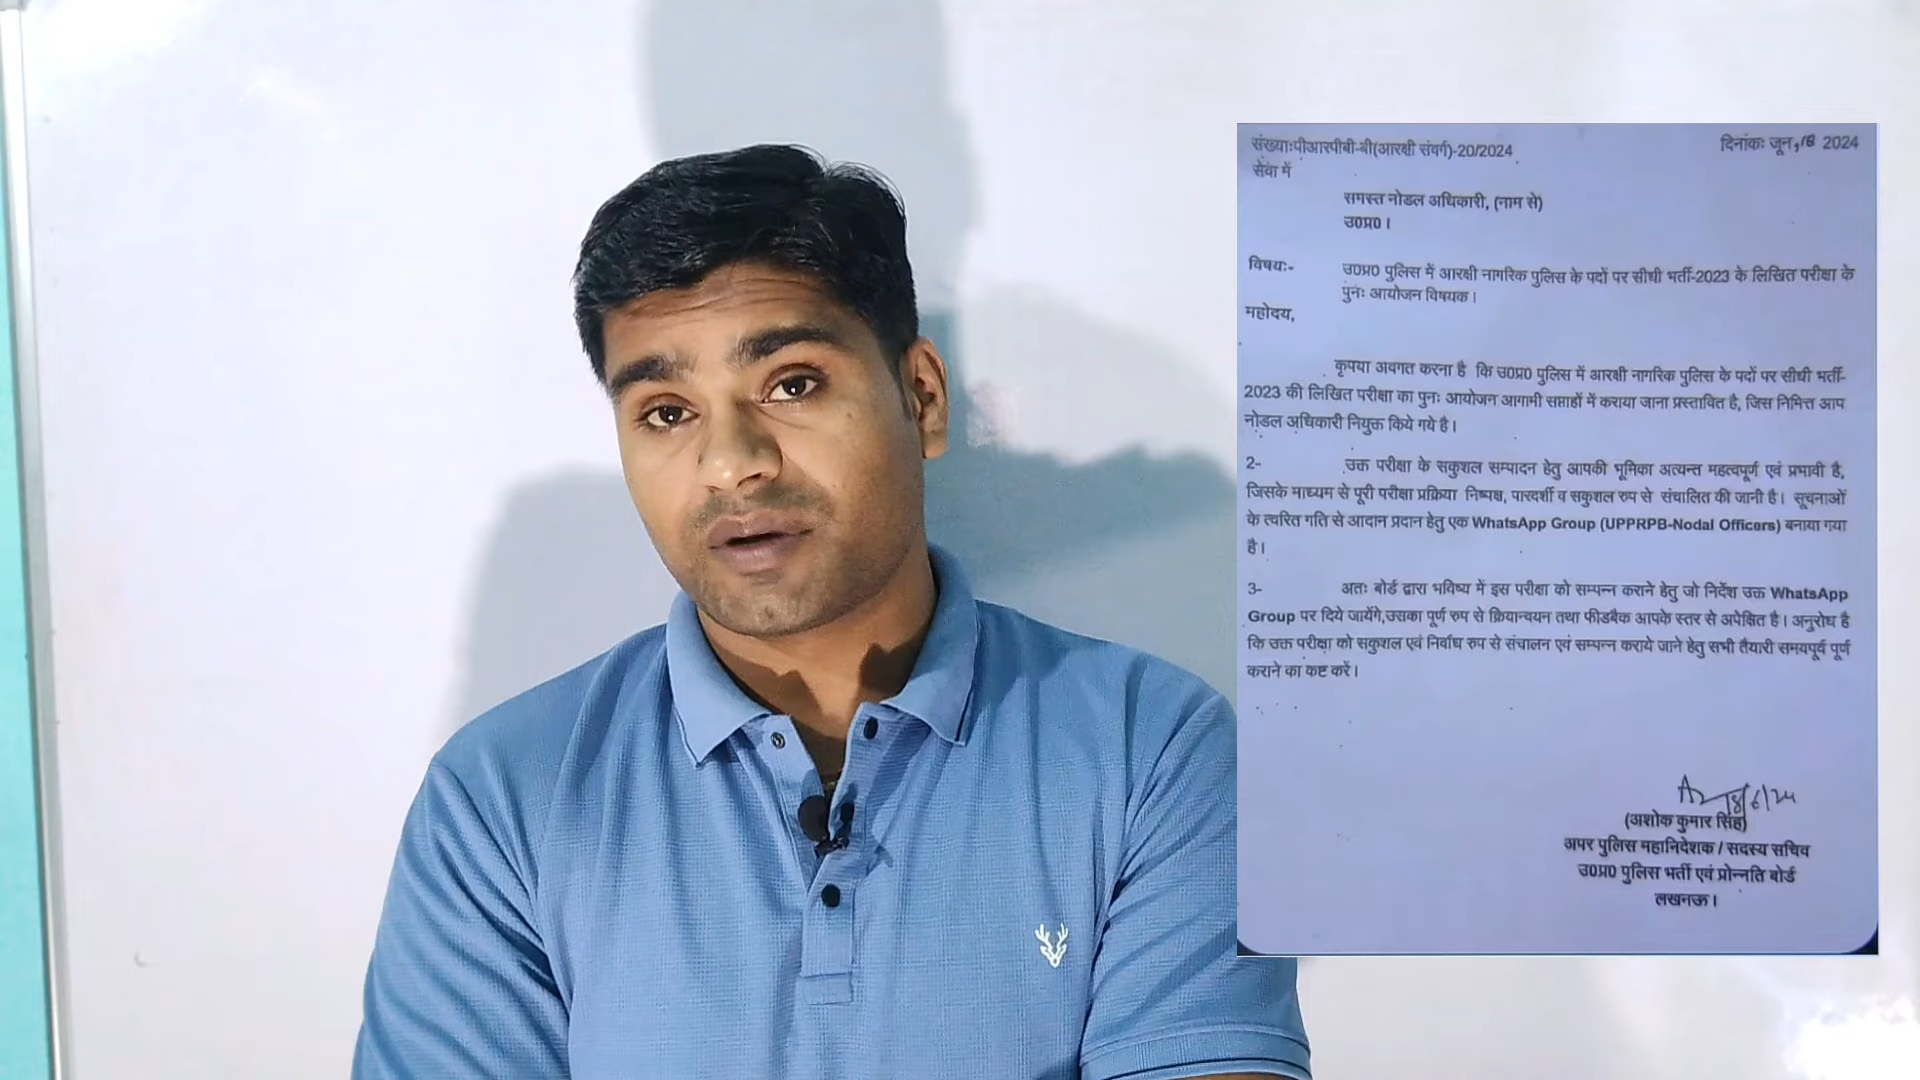 संख्याःपीआरपीबी-बी(आरक्षी संवर्ग)-20/2024
दिनांकः जून,18 2024
सेवा में
समस्त नोडल अधिकारी, (नाम से)
उ0प्र0।
विषयः- उ0प्र0 पुलिस में आरक्षी नागरिक पुलिस के पदों पर सीधी भर्ती-2023 के लिखित परीक्षा के
पुनः आयोजन विषयक।
महोदय,
कृपया अवगत करना है कि उ0प्र0 पुलिस में आरक्षी नागरिक पुलिस के पदों पर सीधी भर्ती-
2023 की लिखित परीक्षा का पुनः आयोजन आगामी सप्ताहों में कराया जाना प्रस्तावित है, जिस निमित्त आप
नोडल अधिकारी नियुक्त किये गये है।
2- उक्त परीक्षा के सकुशल सम्पादन हेतु आपकी भूमिका अत्यन्त महत्वपूर्ण एवं प्रभावी है,
जिसके माध्यम से पूरी परीक्षा प्रक्रिया निष्पक्ष, पारदर्शी व सकुशल रुप से संचालित की जानी है। सूचनाओं
के त्वरित गति से आदान प्रदान हेतु एक WhatsApp Group (UPPRPB-Nodal Officers) बनाया गया
है।
3- अतः बोर्ड द्वारा भविष्य में इस परीक्षा को सम्पन्न कराने हेतु जो निर्देश उक्त WhatsApp
Group पर दिये जायेंगे,उसका पूर्ण रुप से क्रियान्वयन तथा फीडबैक आपके स्तर से अपेक्षित है। अनुरोध है
कि उक्त परीक्षा को सकुशल एवं निर्वाध रुप से संचालन एवं सम्पन्न कराये जाने हेतु सभी तैयारी समयपूर्व पूर्ण
कराने का कष्ट करें।
18/6/24
(अशोक कुमार सिंह)
अपर पुलिस महानिदेशक / सदस्य सचिव
उ0प्र0 पुलिस भर्ती एवं प्रोन्नति बोर्ड
लखनऊ।